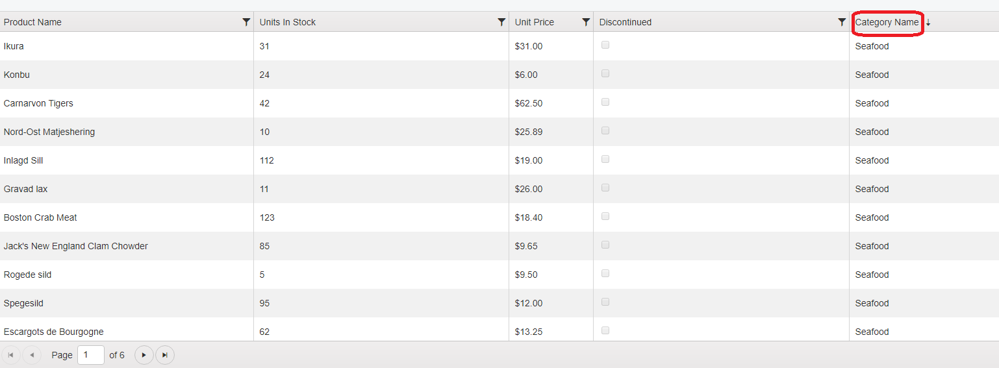 Product Name Units In Stock Unit Price Discontinued Category Name ↓
Ikura 31 $31.00 Seafood
Konbu 24 $6.00 Seafood
Carnarvon Tigers 42 $62.50 Seafood
Nord-Ost Matjeshering 10 $25.89 Seafood
Inlagd Sill 112 $19.00 Seafood
Gravad lax 11 $26.00 Seafood
Boston Crab Meat 123 $18.40 Seafood
Jack's New England Clam Chowder 85 $9.65 Seafood
Rogede sild 5 $9.50 Seafood
Spegesild 95 $12.00 Seafood
Escargots de Bourgogne 62 $13.25 Seafood
Page 1 of 6